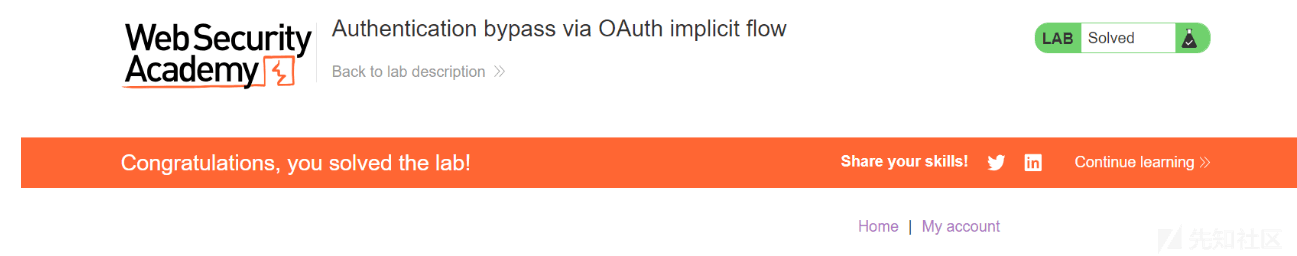 Web Security
Academy
Authentication bypass via OAuth implicit flow
Back to lab description
LAB Solved
Congratulations, you solved the lab!
Share your skills!
Continue learning
Home | My account
先知社区